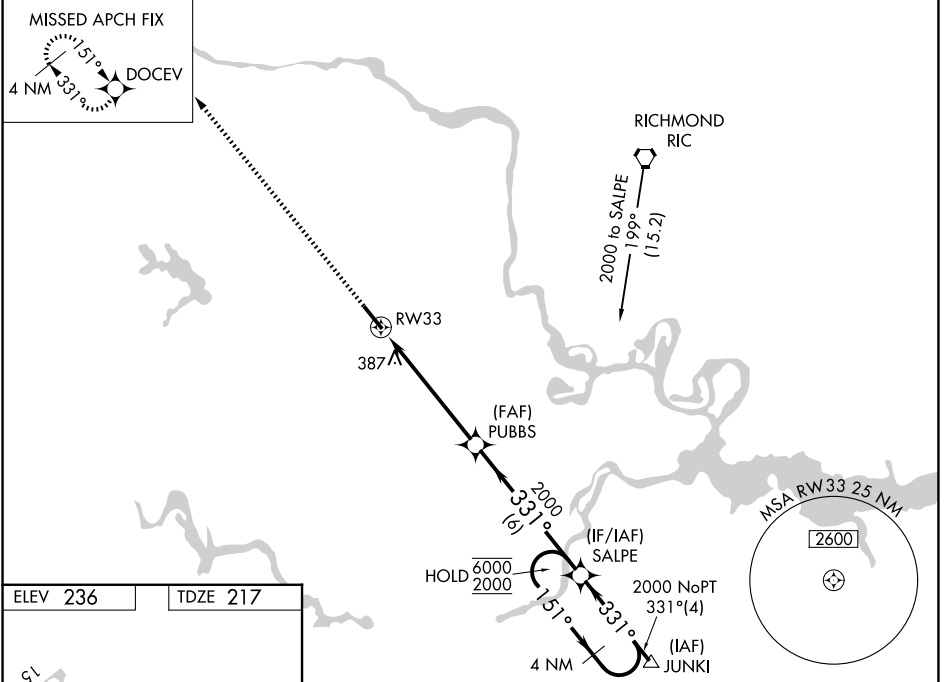 MISSED APCH FIX
151°
DOCEV
4 NM
331°
RICHMOND
RIC
2000 to SALPE
199°
(15.2)
RW33
387
(FAF)
PUBBS
2000
331°
(6)
(IF/IAF)
SALPE
HOLD 6000
2000
151°
331°
2000 NoPT
331°(4)
4 NM
(IAF)
JUNKI
MSA RW33 25 NM
2600
ELEV 236
TDZE 217
15